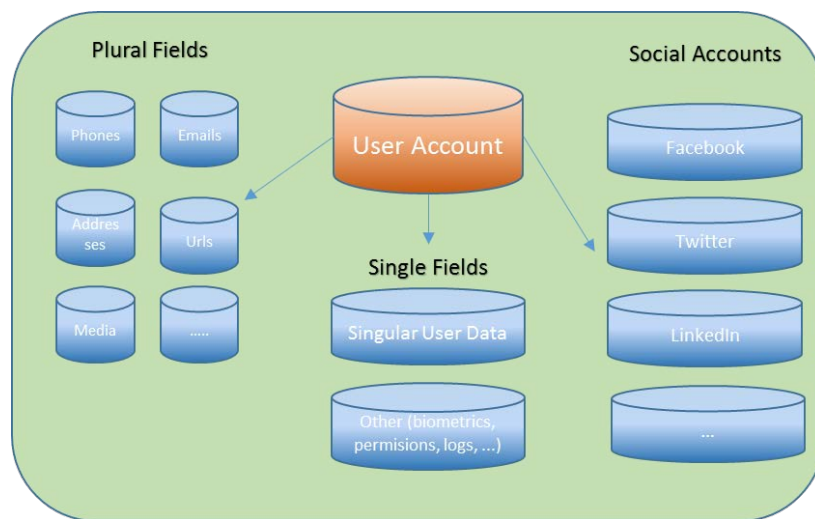 Plural Fields
Phones
Emails
Addres
ses
Urls
Media
.....
User Account
Single Fields
Singular User Data
Other (biometrics,
permisions, logs, ...)
Social Accounts
Facebook
Twitter
LinkedIn
...